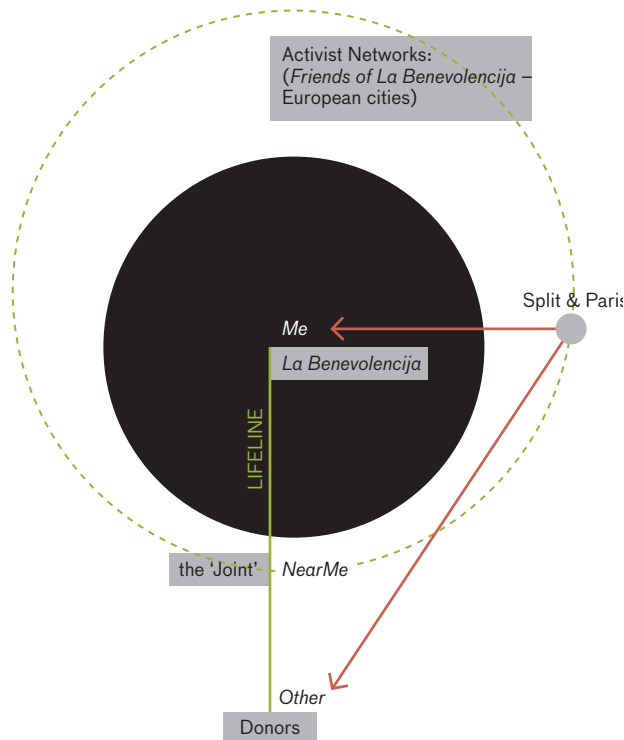 Activist Networks:
(Friends of La Benevolencija –
European cities)
Split & Paris
Me
La Benevolencija
LIFELINE
the ‘Joint’
NearMe
Other
Donors